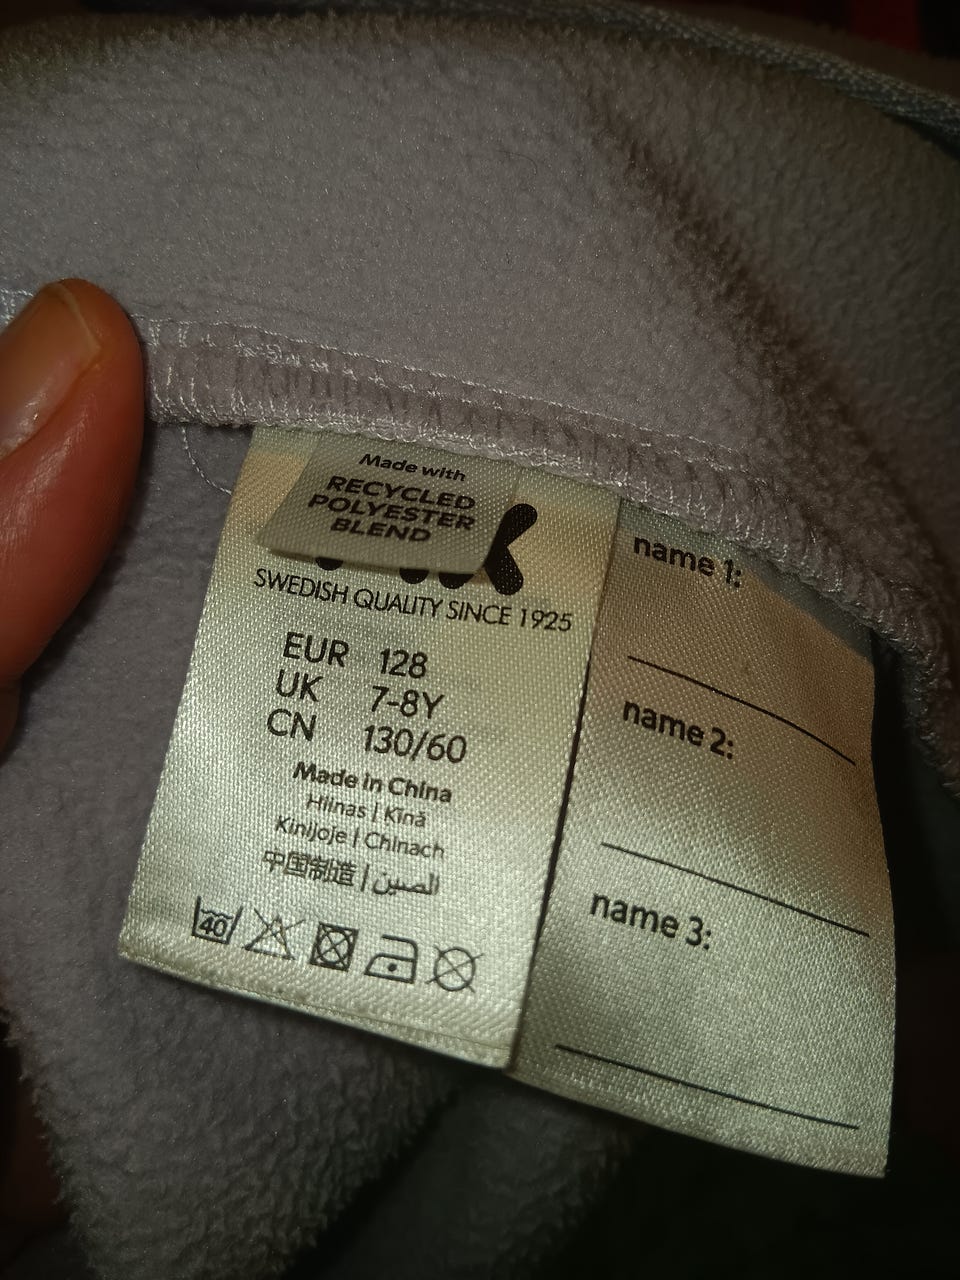 Made with
RECYCLED
POLYESTER
BLEND
SWEDISH QUALITY SINCE 1925
EUR 128
UK 7-8Y
CN 130/60
Made in China
Hiinas | Ķīnā
Kinijoje | Chinach
中国制造 | الصين
40
name 1:
name 2:
name 3: